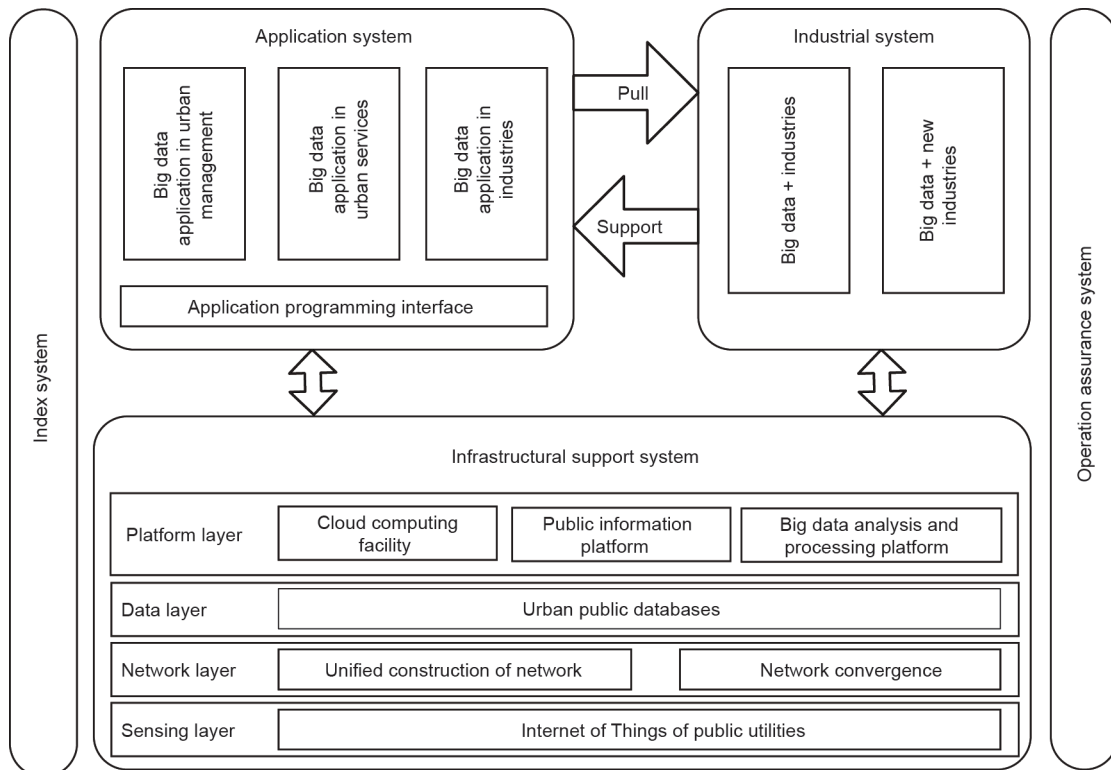 Index system
Application system
Big data
application in urban
management
Big data
application in
urban services
Big data
application in
industries
Application programming interface
Pull
Support
Industrial system
Big data + industries
Big data + new
industries
Operation assurance system
Infrastructural support system
Platform layer
Cloud computing
facility
Public information
platform
Big data analysis and
processing platform
Data layer
Urban public databases
Network layer
Unified construction of network
Network convergence
Sensing layer
Internet of Things of public utilities